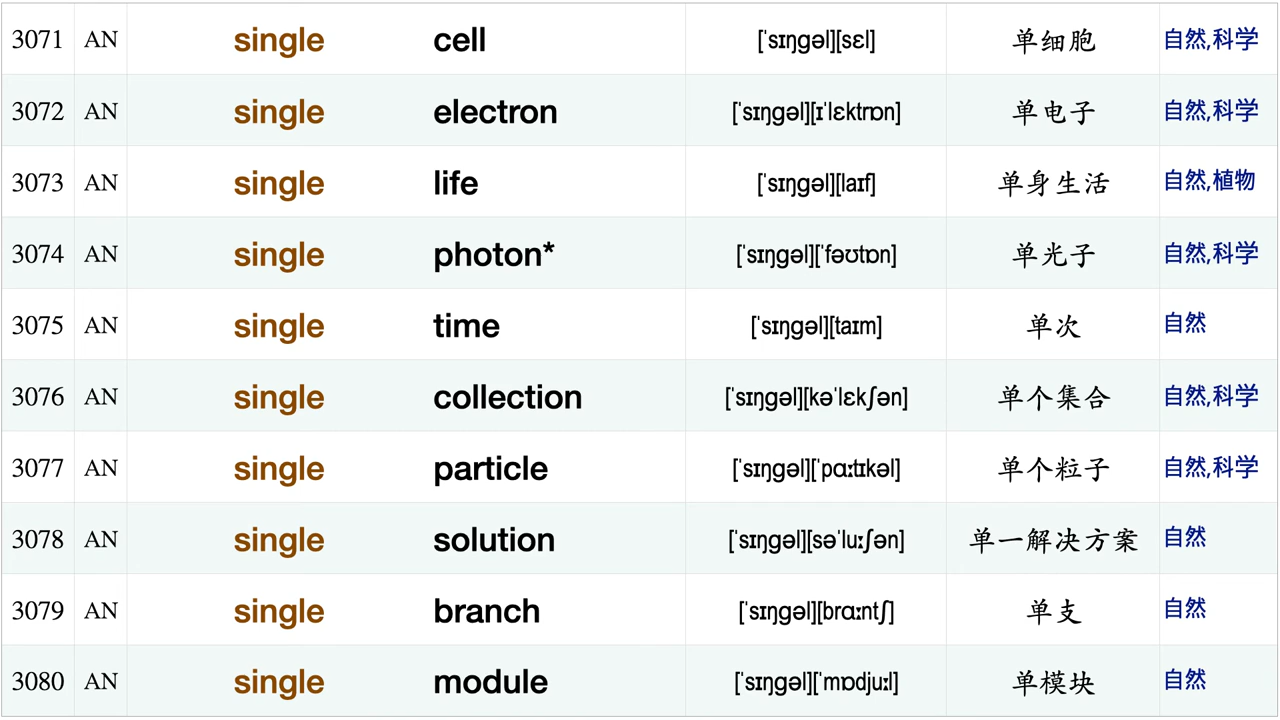 3071 AN single cell [ˈsɪŋgəl][sɛl] 单细胞 自然,科学
3072 AN single electron [ˈsɪŋgəl][ɪˈlɛktrɒn] 单电子 自然,科学
3073 AN single life [ˈsɪŋgəl][laɪf] 单身生活 自然,植物
3074 AN single photon* [ˈsɪŋgəl][ˈfəʊtɒn] 单光子 自然,科学
3075 AN single time [ˈsɪŋgəl][taɪm] 单次 自然
3076 AN single collection [ˈsɪŋgəl][kəˈlɛkʃən] 单个集合 自然,科学
3077 AN single particle [ˈsɪŋgəl][ˈpɑːtɪkəl] 单个粒子 自然,科学
3078 AN single solution [ˈsɪŋgəl][səˈluːʃən] 单一解决方案 自然
3079 AN single branch [ˈsɪŋgəl][brɑːntʃ] 单支 自然
3080 AN single module [ˈsɪŋgəl][ˈmɒdjuːl] 单模块 自然